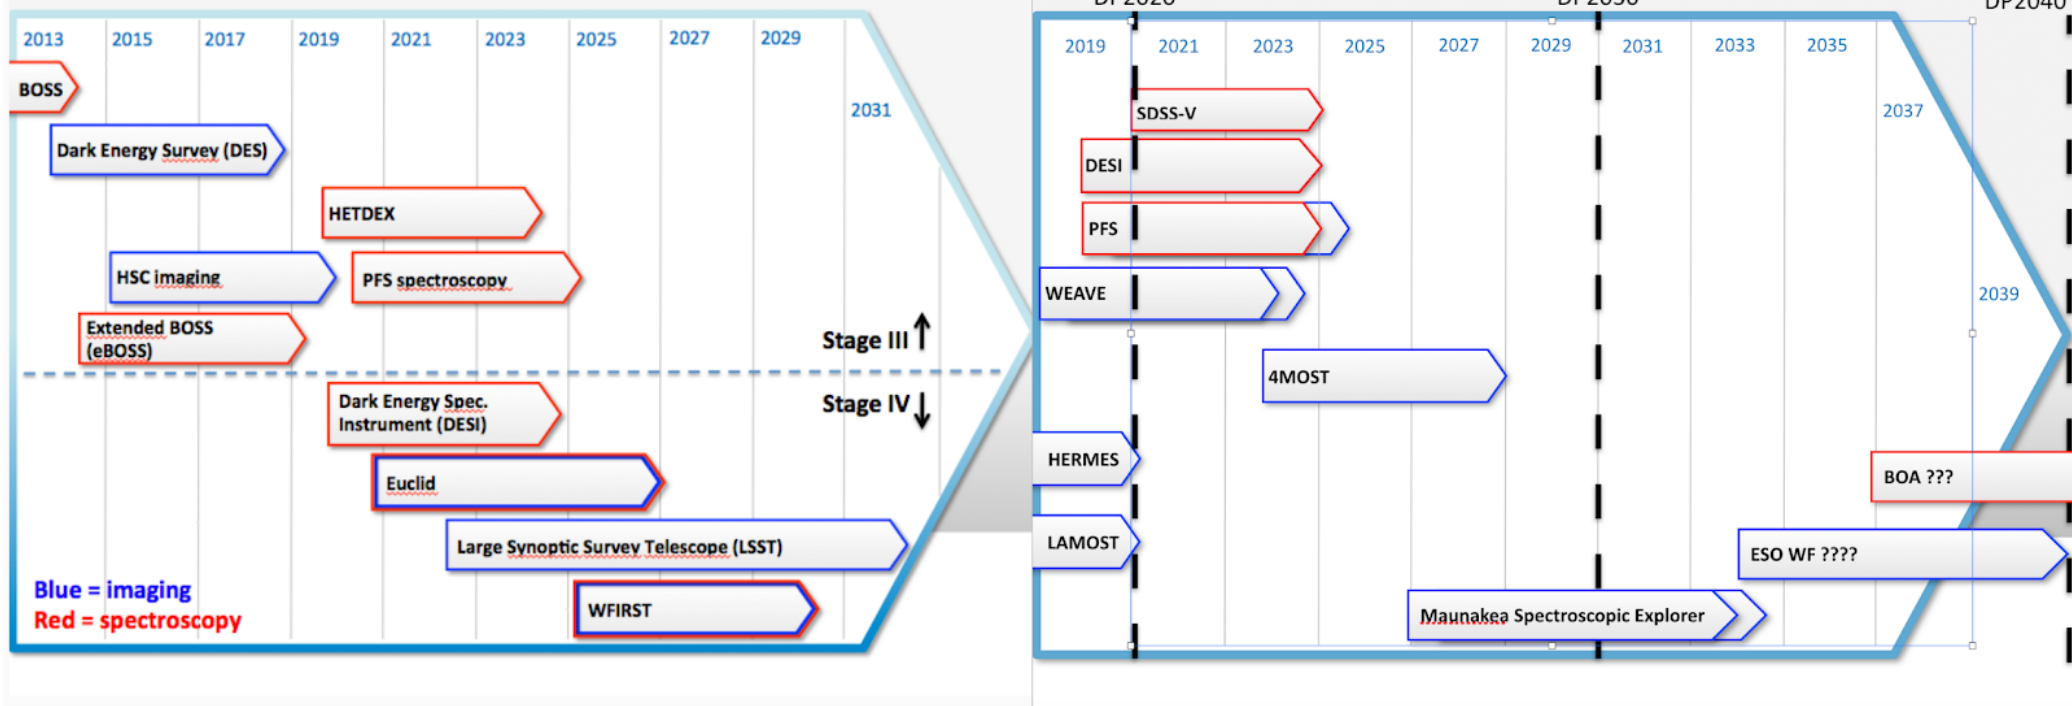 2013 2015 2017 2019 2021 2023 2025 2027 2029
BOSS
2031
Dark Energy Survey (DES)
HETDEX
HSC imaging
PFS spectroscopy
Extended BOSS
(eBOSS)
Stage III
Stage IV
Dark Energy Spec.
Instrument (DESI)
Euclid
Large Synoptic Survey Telescope (LSST)
Blue = imaging
Red = spectroscopy
WFIRST
DP2020 DP2030 DP2040
2019 2021 2023 2025 2027 2029 2031 2033 2035
SDSS-V
2037
DESI
PFS
WEAVE
2039
4MOST
HERMES
BOA ???
LAMOST
ESO WF ????
Maunakea Spectroscopic Explorer